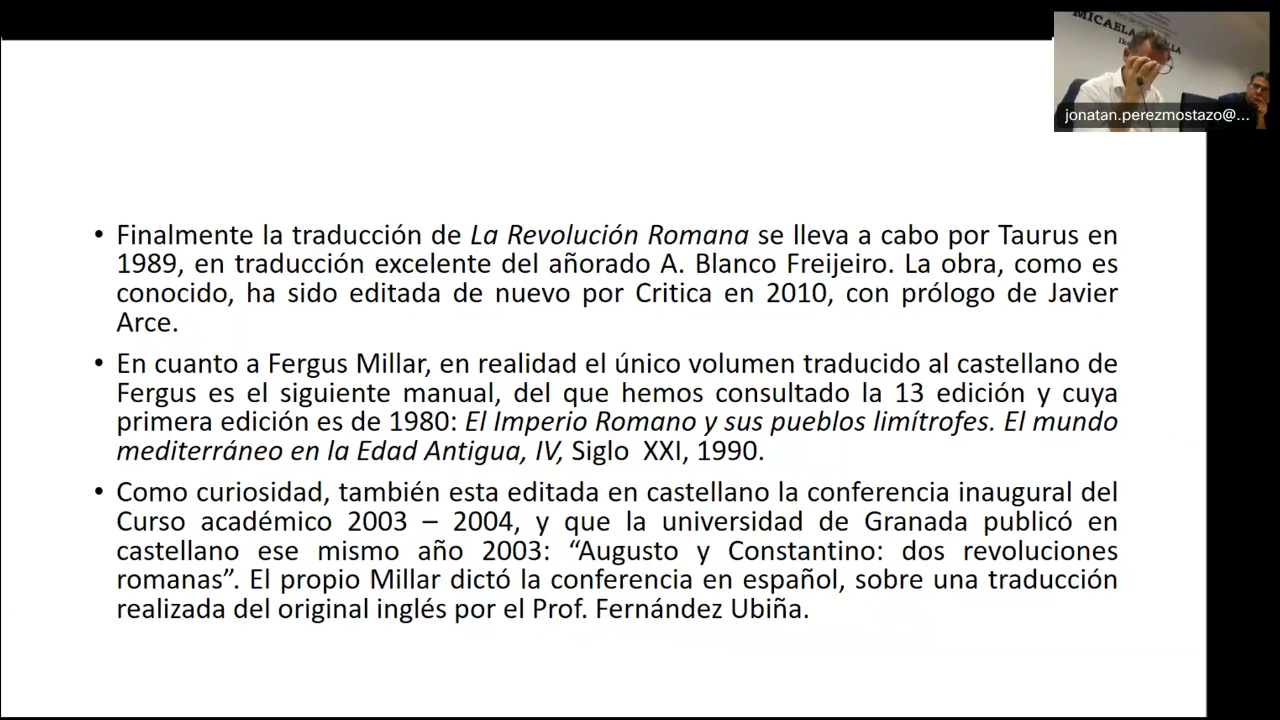 MICAELA
jonatan.perezmostazo@...
• Finalmente la traducción de La Revolución Romana se lleva a cabo por Taurus en
1989, en traducción excelente del añorado A. Blanco Freijeiro. La obra, como es
conocido, ha sido editada de nuevo por Critica en 2010, con prólogo de Javier
Arce.
• En cuanto a Fergus Millar, en realidad el único volumen traducido al castellano de
Fergus es el siguiente manual, del que hemos consultado la 13 edición y cuya
primera edición es de 1980: El Imperio Romano y sus pueblos limítrofes. El mundo
mediterráneo en la Edad Antigua, IV, Siglo XXI, 1990.
• Como curiosidad, también esta editada en castellano la conferencia inaugural del
Curso académico 2003 – 2004, y que la universidad de Granada publicó en
castellano ese mismo año 2003: “Augusto y Constantino: dos revoluciones
romanas”. El propio Millar dictó la conferencia en español, sobre una traducción
realizada del original inglés por el Prof. Fernández Ubiña.